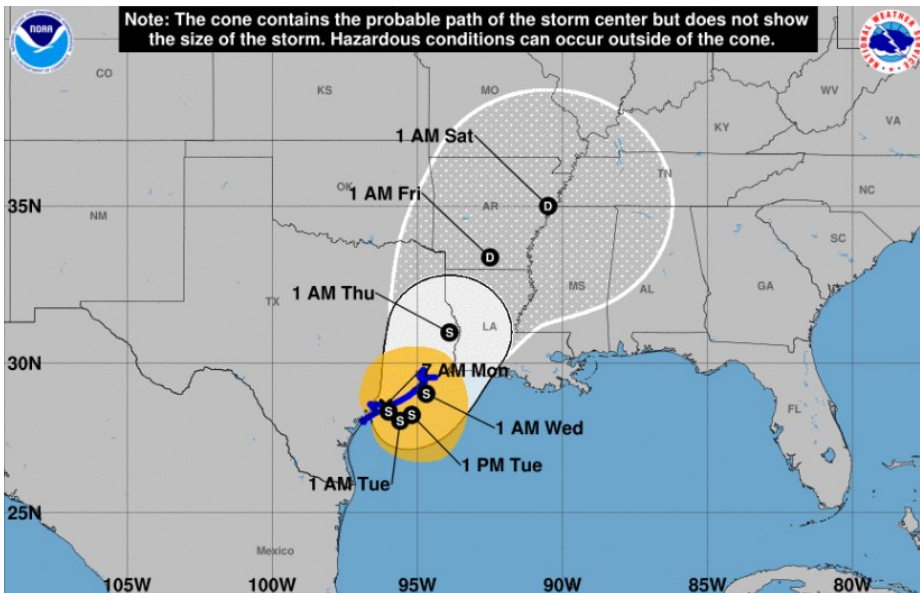 Note: The cone contains the probable path of the storm center but does not show
the size of the storm. Hazardous conditions can occur outside of the cone.
NOAA
NATIONAL WEATHER SERVICE
CO
KS
MO
WV
VA
KY
1 AM Sat
OK
1 AM Fri
D
TN
NC
35N
NM
AR
SC
D
TX
1 AM Thu
S
LA
MS
AL
GA
30N
7 AM Mon
S
S
S
S
1 AM Wed
FL
1 PM Tue
1 AM Tue
25N
Mexico
105W
100W
95W
90W
85W
80W